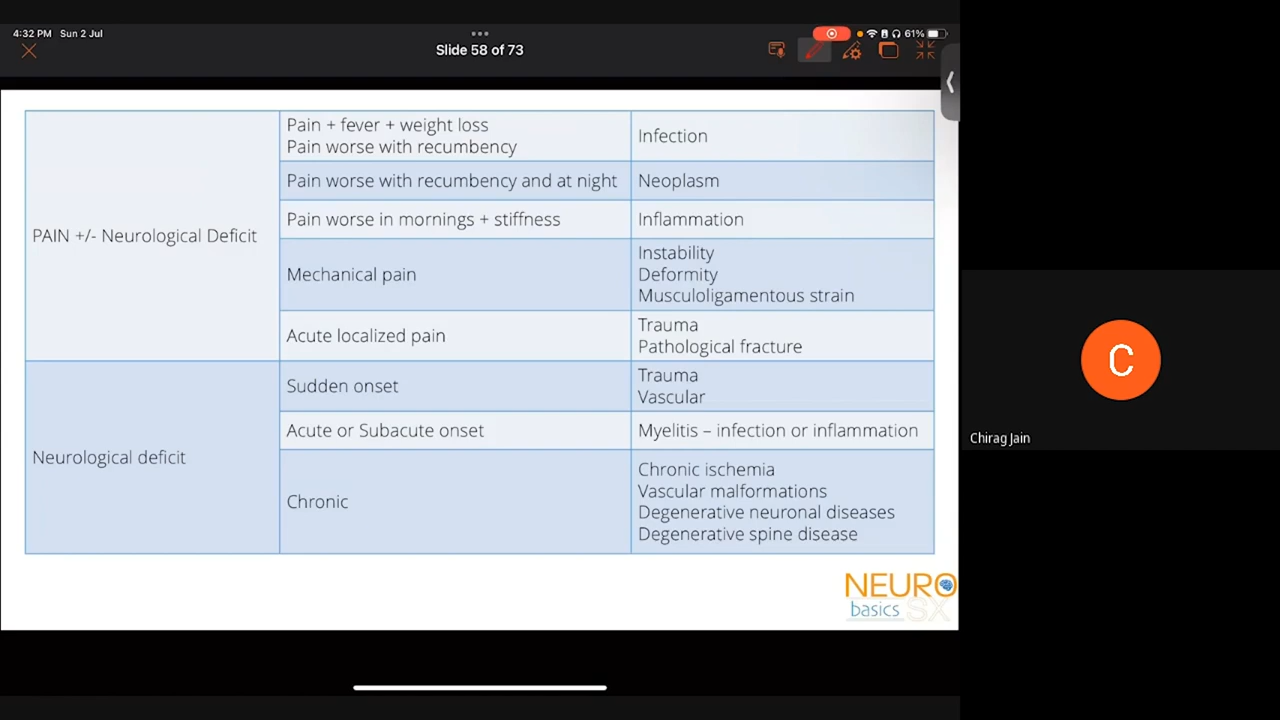 4:32 PM Sun 2 Jul
61%
Slide 58 of 73
PAIN +/- Neurological Deficit
Pain + fever + weight loss
Pain worse with recumbency
Infection
Pain worse with recumbency and at night
Neoplasm
Pain worse in mornings + stiffness
Inflammation
Mechanical pain
Instability
Deformity
Musculoligamentous strain
Acute localized pain
Trauma
Pathological fracture
Neurological deficit
Sudden onset
Trauma
Vascular
Acute or Subacute onset
Myelitis – infection or inflammation
Chronic
Chronic ischemia
Vascular malformations
Degenerative neuronal diseases
Degenerative spine disease
NEURO
basics SX
C
Chirag Jain